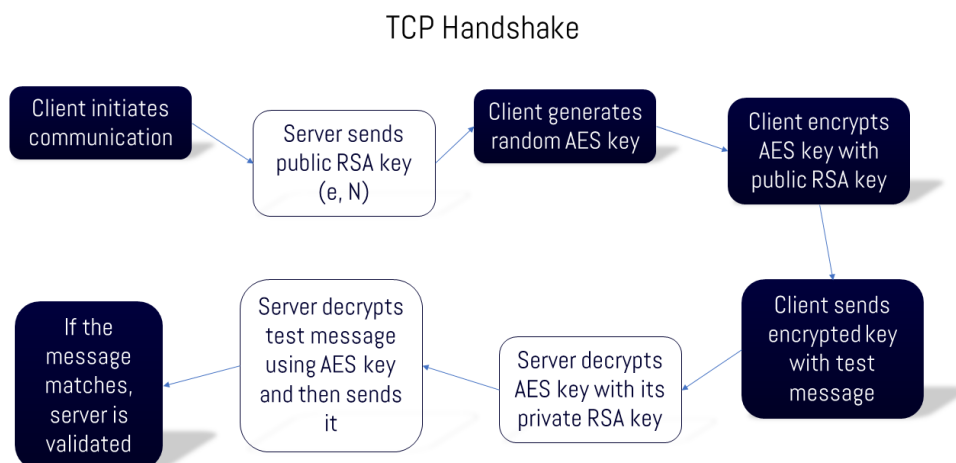 TCP Handshake
Client initiates
communication
Server sends
public RSA key
(e, N)
Client generates
random AES key
Client encrypts
AES key with
public RSA key
Client sends
encrypted key
with test
message
Server decrypts
AES key with its
private RSA key
Server decrypts
test message
using AES key
and then sends
it
If the
message
matches,
server is
validated